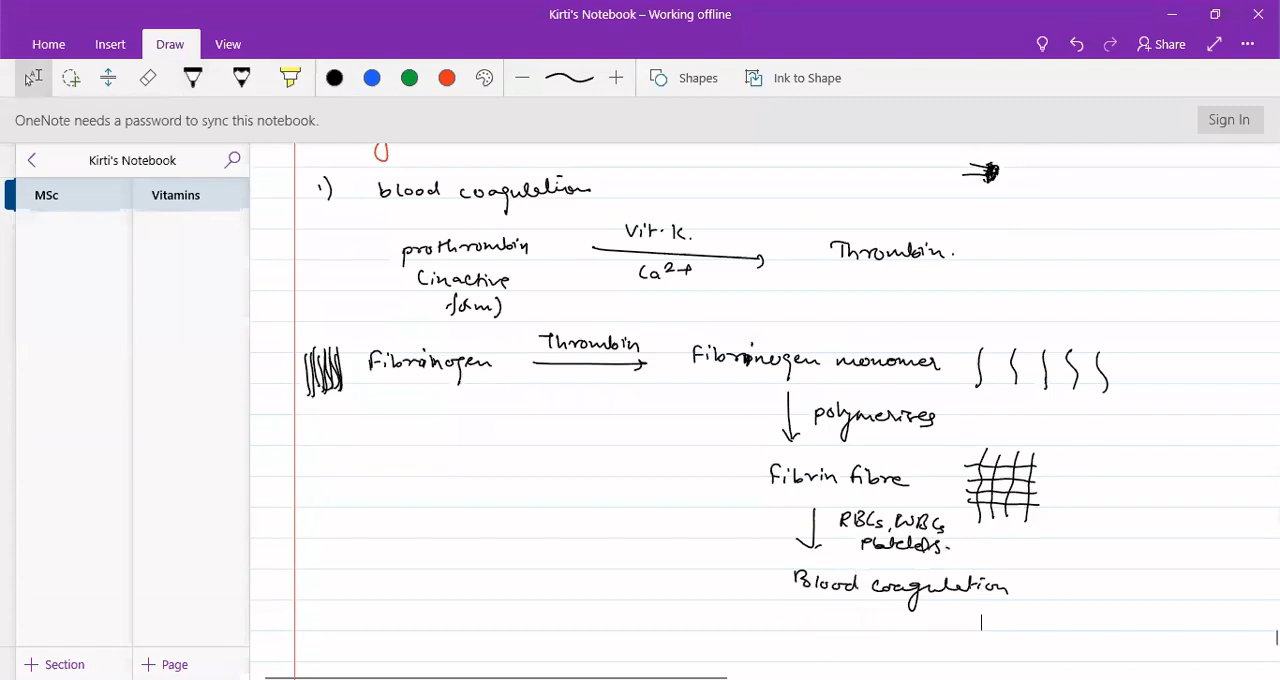 Kirti's Notebook – Working offline
Home Insert Draw View
Share
Shapes Ink to Shape
OneNote needs a password to sync this notebook.
Sign In
Kirti's Notebook
MSc Vitamins
1) blood coagulation
prothrombin Vit. K. Thrombin.
Ca2+
(inactive
form)
Fibrinogen Thrombin Fibrinogen monomer
polymerises
Fibrin fibre
RBCs, WBCs
Platelets.
Blood coagulation
+ Section + Page